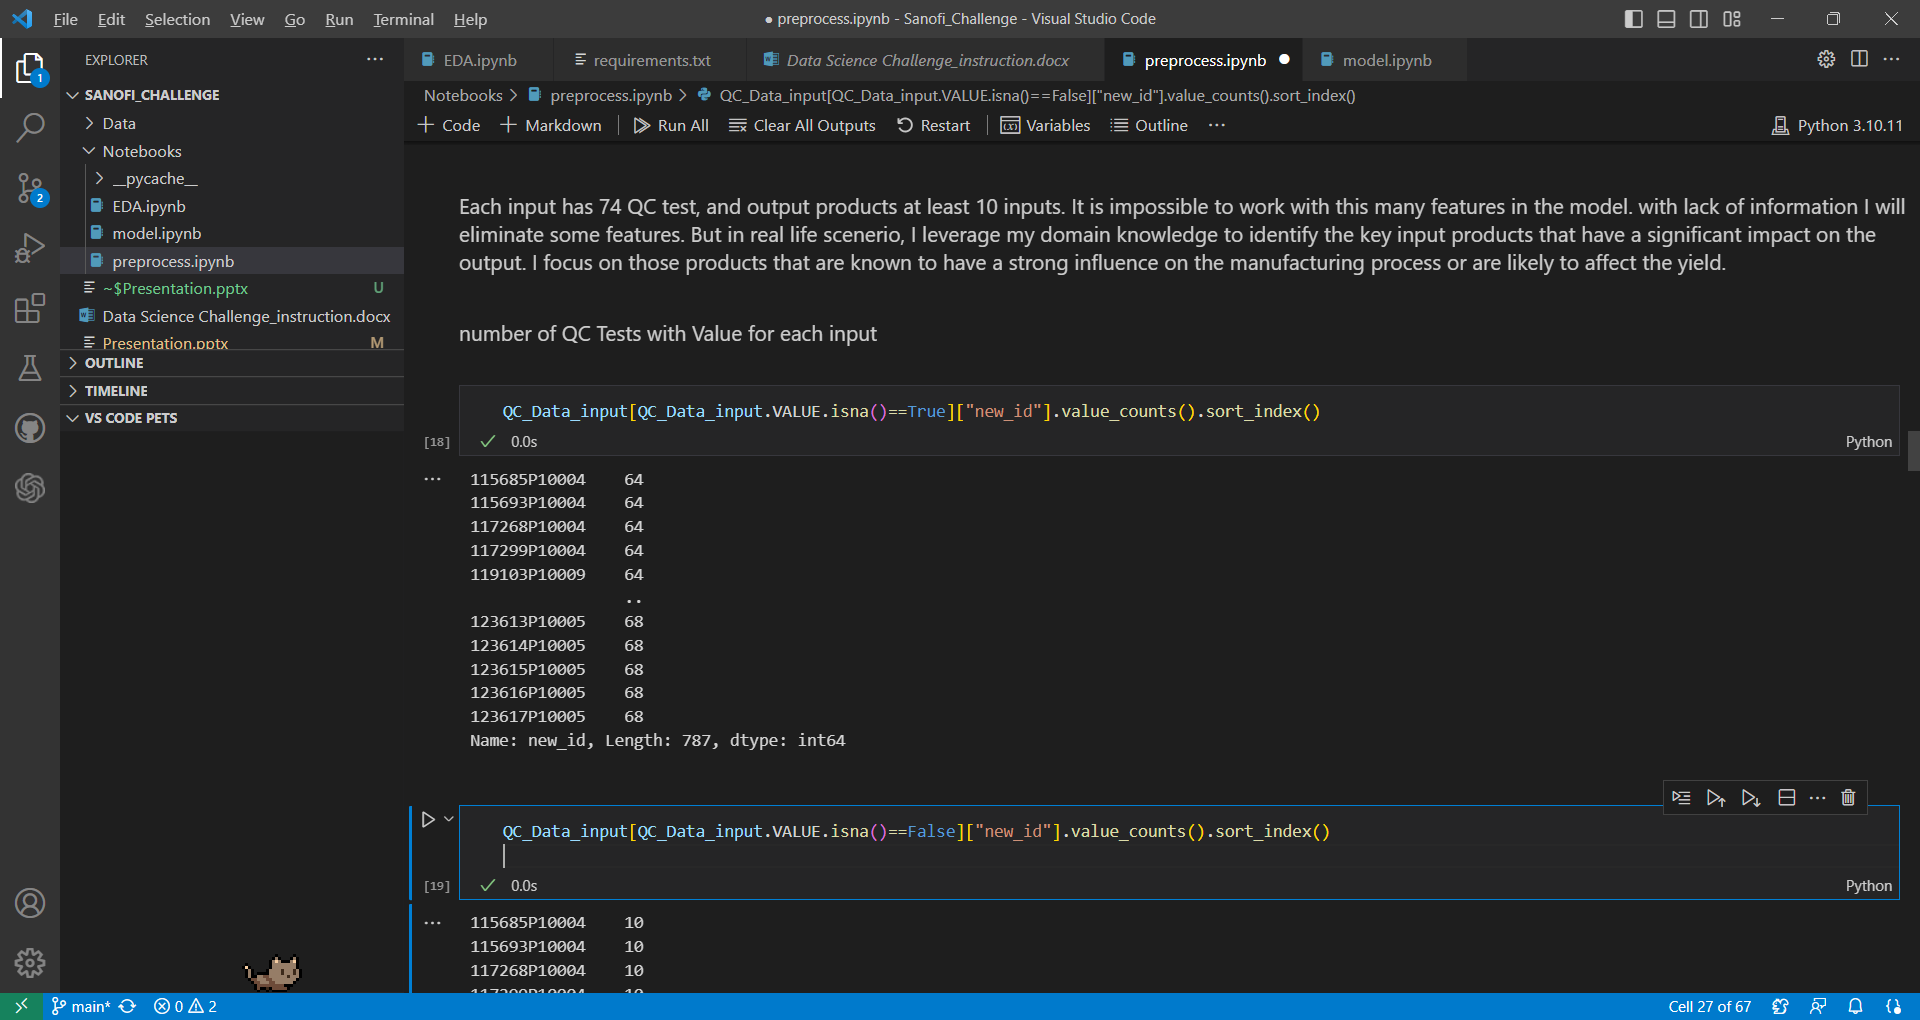 File Edit Selection View Go Run Terminal Help
● preprocess.ipynb - Sanofi_Challenge - Visual Studio Code
EXPLORER
SANOFI_CHALLENGE
Data
Notebooks
__pycache__
EDA.ipynb
model.ipynb
preprocess.ipynb
~$Presentation.pptx U
Data Science Challenge_instruction.docx
Presentation.pptx M
OUTLINE
TIMELINE
VS CODE PETS
1
2
EDA.ipynb requirements.txt Data Science Challenge_instruction.docx preprocess.ipynb ● model.ipynb
Notebooks > preprocess.ipynb > QC_Data_input[QC_Data_input.VALUE.isna()==False]["new_id"].value_counts().sort_index()
+ Code + Markdown Run All Clear All Outputs Restart Variables Outline ... Python 3.10.11
Each input has 74 QC test, and output products at least 10 inputs. It is impossible to work with this many features in the model. with lack of information I will
eliminate some features. But in real life scenerio, I leverage my domain knowledge to identify the key input products that have a significant impact on the
output. I focus on those products that are known to have a strong influence on the manufacturing process or are likely to affect the yield.
number of QC Tests with Value for each input
QC_Data_input[QC_Data_input.VALUE.isna()==True]["new_id"].value_counts().sort_index()
[18] 0.0s Python
115685P10004 64
115693P10004 64
117268P10004 64
117299P10004 64
119103P10009 64
..
123613P10005 68
123614P10005 68
123615P10005 68
123616P10005 68
123617P10005 68
Name: new_id, Length: 787, dtype: int64
QC_Data_input[QC_Data_input.VALUE.isna()==False]["new_id"].value_counts().sort_index()
[19] 0.0s Python
115685P10004 10
115693P10004 10
117268P10004 10
117299P10004 10
main* 0 2 Cell 27 of 67